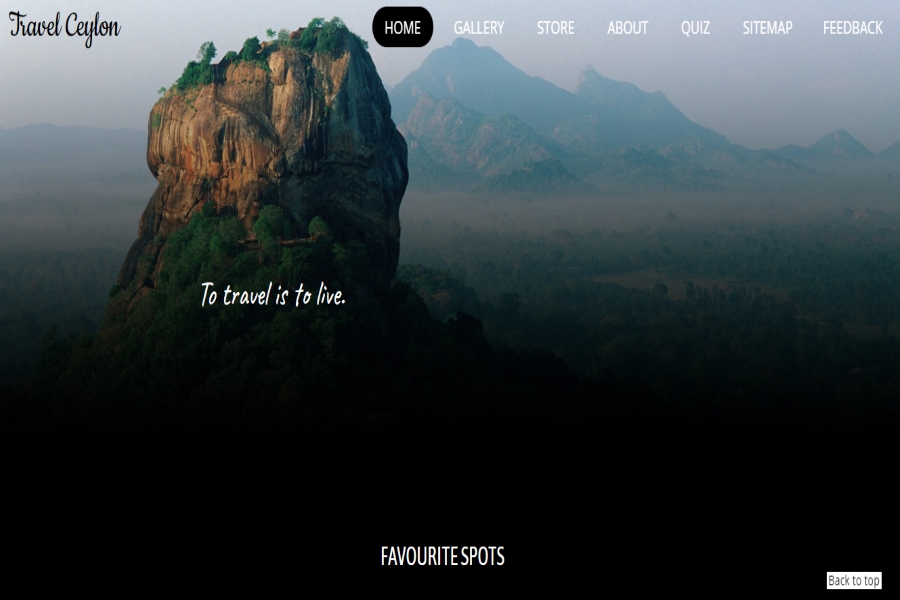 Travel Ceylon
HOME GALLERY STORE ABOUT QUIZ SITEMAP FEEDBACK
To travel is to live.
FAVOURITE SPOTS
Back to top